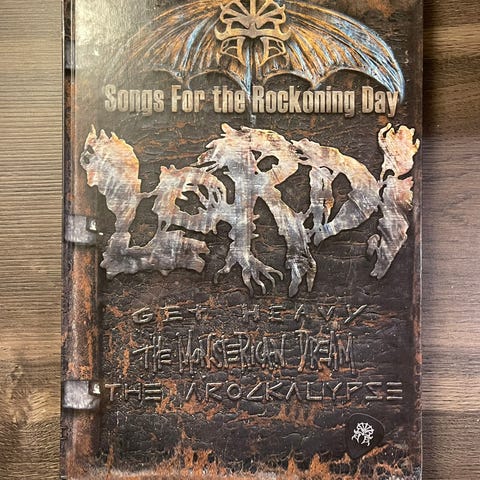 Songs For the Rockoning Day
LORDI
GET HEAVY
THE MONSTERICAN DREAM
THE AROCKALYPSE